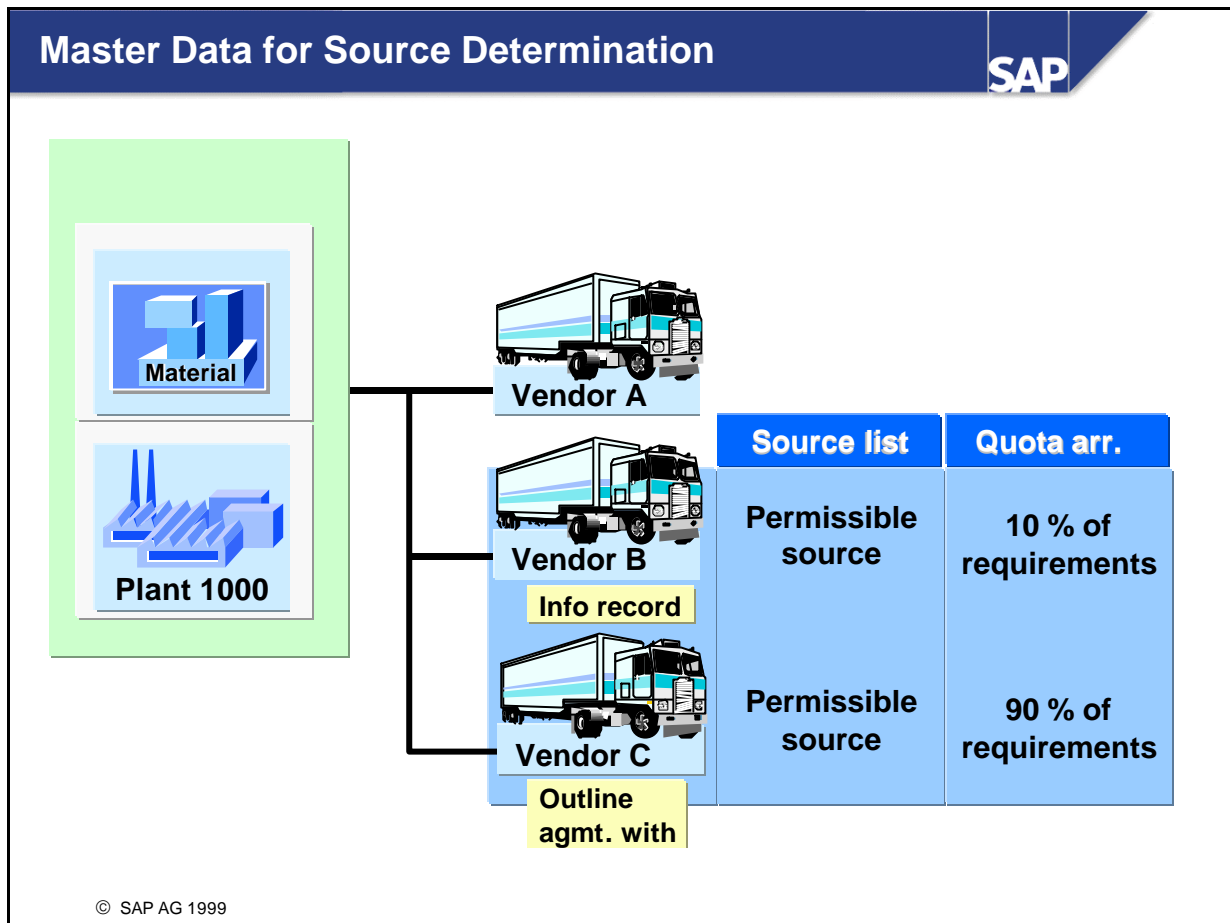 Master Data for Source Determination
SAP
Material
Plant 1000
Vendor A
Source list
Quota arr.
Vendor B
Info record
Permissible
source
10 % of
requirements
Vendor C
Outline
agmt. with
Permissible
source
90 % of
requirements
© SAP AG 1999